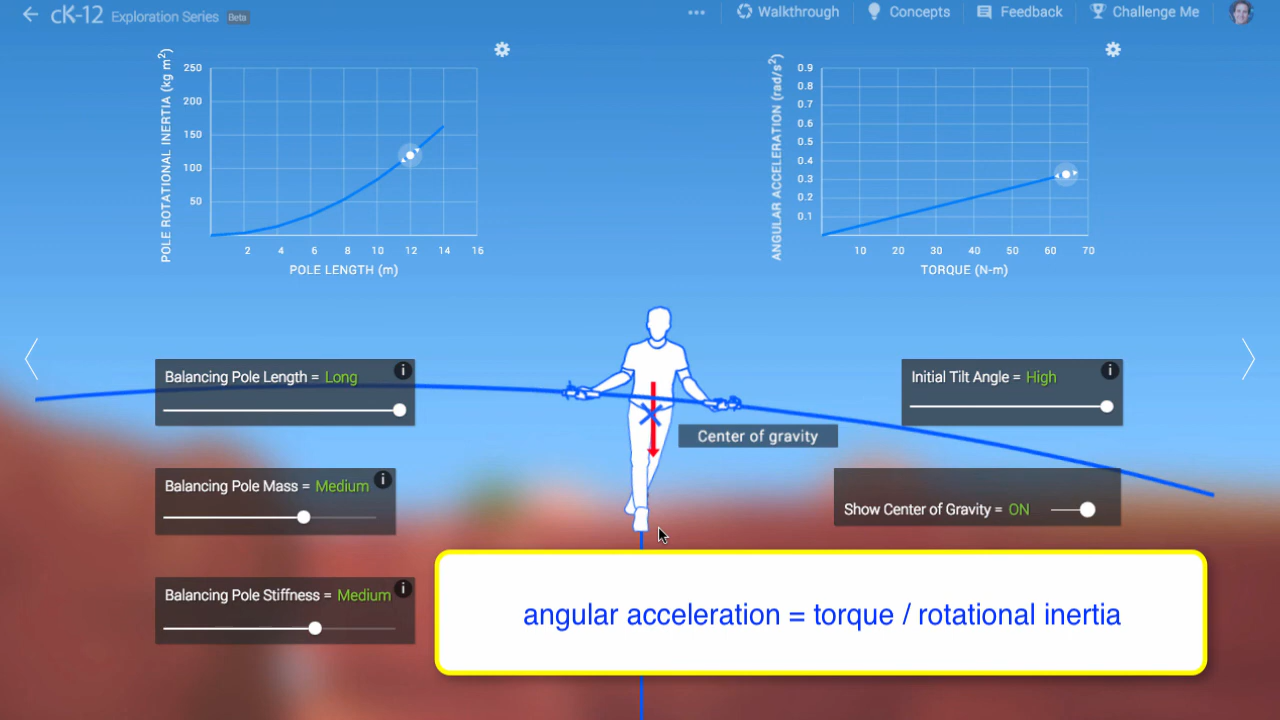 cK-12 Exploration Series Beta
••• Walkthrough Concepts Feedback Challenge Me
POLE ROTATIONAL INERTIA (kg m²)
250
200
150
100
50
2 4 6 8 10 12 14 16
POLE LENGTH (m)
ANGULAR ACCELERATION (rad/s²)
0.9
0.8
0.7
0.6
0.5
0.4
0.3
0.2
0.1
10 20 30 40 50 60 70
TORQUE (N-m)
Balancing Pole Length = Long i
Initial Tilt Angle = High i
Center of gravity
Balancing Pole Mass = Medium i
Show Center of Gravity = ON
Balancing Pole Stiffness = Medium i
angular acceleration = torque / rotational inertia